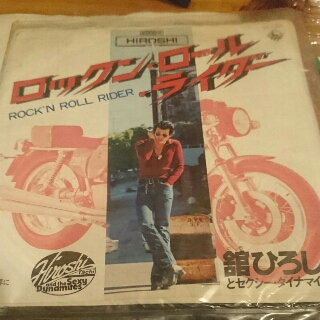 HIROSHI
ロックンロール
ライダー
ROCK'N ROLL RIDER
舘ひろし
とセクシー・ダイナマイ
Hiroshi
Tachi
and the Sexy
Dynamites